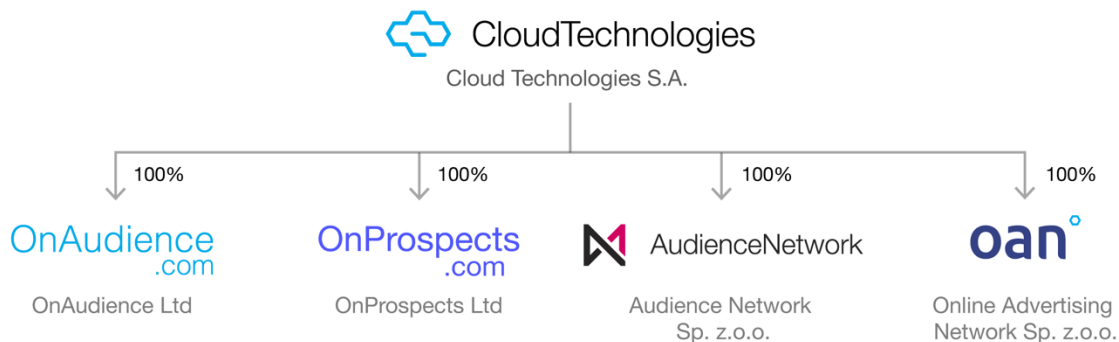 CloudTechnologies
Cloud Technologies S.A.
100%
100%
100%
100%
OnAudience
.com
OnProspects
.com
AudienceNetwork
oan
OnAudience Ltd
OnProspects Ltd
Audience Network
Sp. z.o.o.
Online Advertising
Network Sp. z.o.o.